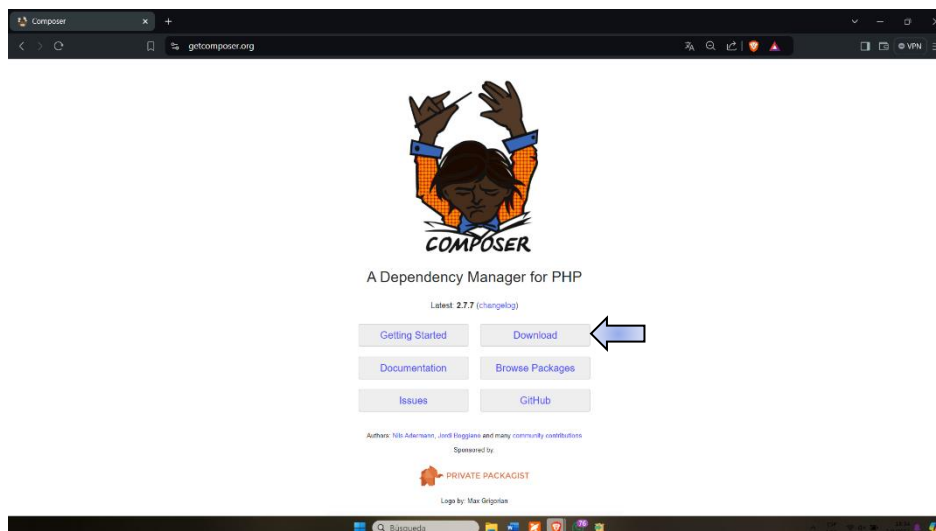 Composer
getcomposer.org
VPN
COMPOSER
A Dependency Manager for PHP
Latest: 2.7.7 (changelog)
Getting Started Download
Documentation Browse Packages
Issues GitHub
Authors: Nils Adermann, Jordi Boggiano and many community contributions
Sponsored by:
PRIVATE PACKAGIST
Logo by: Max Grigorian
Búsqueda
76